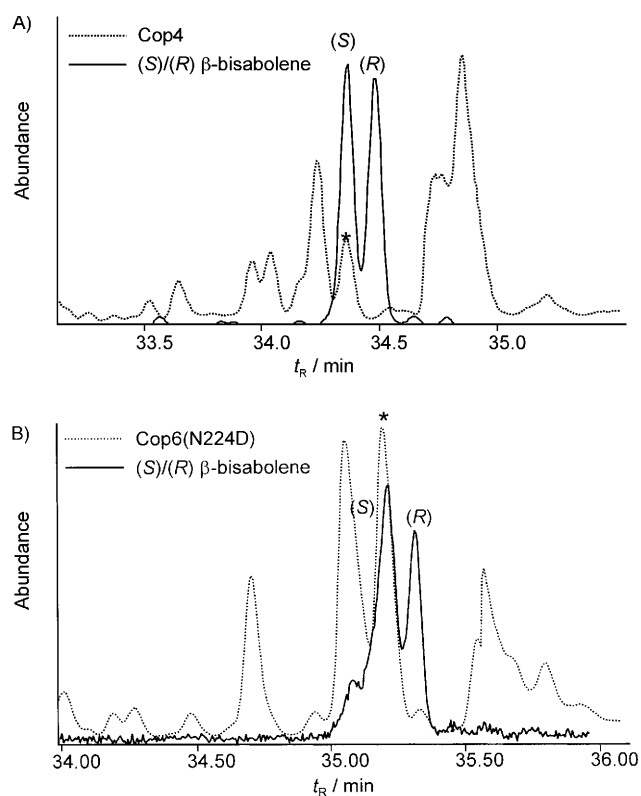 A)
Cop4
(S)/(R) β-bisabolene
(S)
(R)
*
Abundance
33.5 34.0 34.5 35.0
tR / min
B)
Cop6(N224D)
(S)/(R) β-bisabolene
*
(S)
(R)
Abundance
34.00 34.50 35.00 35.50 36.00
tR / min